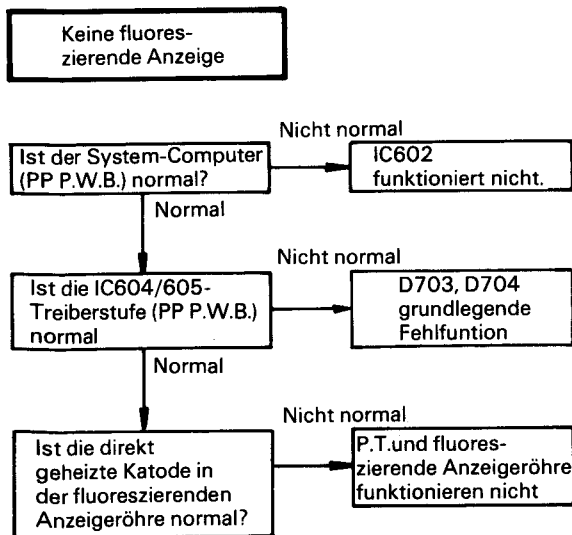 Keine fluores-
zierende Anzeige
Nicht normal
Ist der System-Computer
(PP P.W.B.) normal?
IC602
funktioniert nicht.
Normal
Nicht normal
Ist die IC604/605-
Treiberstufe (PP P.W.B.)
normal
D703, D704
grundlegende
Fehlfuntion
Normal
Nicht normal
Ist die direkt
geheizte Katode in
der fluoreszierenden
Anzeigeröhre normal?
P.T.und fluores-
zierende Anzeigeröhre
funktionieren nicht